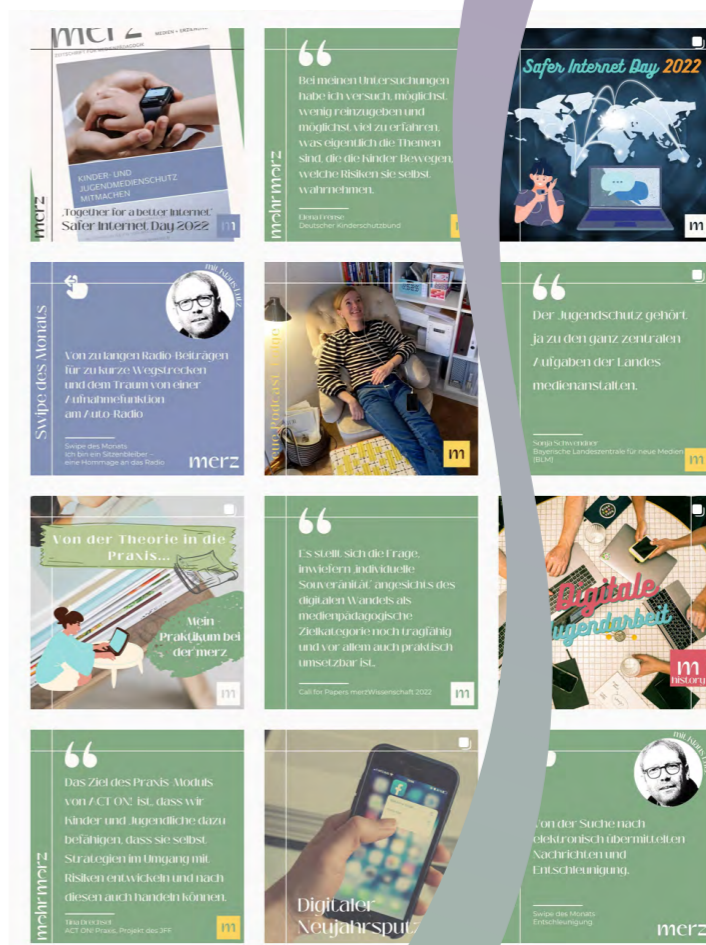 merz
KINDER- UND
JUGENDMEDIENSCHUTZ
MITMACHEN
„Together for a better Internet“
Safer Internet Day 2022
merz
m
Bei meinen Untersuchungen
habe ich versuch, möglichst
wenig reinzugeben und
möglichst viel zu erfahren,
was eigentlich die Themen
sind, die die Kinder Bewegen,
welche Risiken sie selbst
wahrnehmen.
Deutscher Kinderschutzbund
mehr merz
Safer Internet Day 2022
m
Swipe des Monats
mit Klaus Lutz
Von zu langen Radio-Beiträgen
für zu kurze Wegstrecken
und dem Traum von einer
Aufnahmefunktion
am Auto-Radio
Swipe des Monats
Ich bin ein Sitzenbleiber –
eine Hommage an das Radio
merz
neue Podcast-Folge
m
Der Jugendschutz gehört
ja zu den ganz zentralen
Aufgaben der Landes-
medienanstalten.
Sonja Schwendner
Bayerische Landeszentrale für neue Medien
(BLM)
m
Von der Theorie in die
Praxis...
Mein
Praktikum bei
der merz
m
Es stellt sich die Frage,
inwiefern ‚individuelle
Souveränität‘ angesichts des
digitalen Wandels als
medienpädagogische
Zielkategorie noch tragfähig
und vor allem auch praktisch
umsetzbar ist.
Call for Papers merzWissenschaft 2022
m
Digitale
ugendarbeit
m
history
Das Ziel des Praxis-Moduls
von ACT ON! ist, dass wir
Kinder und Jugendliche dazu
befähigen, dass sie selbst
Strategien im Umgang mit
Risiken entwickeln und nach
diesen auch handeln können.
ACT ON! Praxis, Projekt des JFF
mehr merz
m
Digitaler
Neujahrsputz
mit Klaus Lutz
von der Suche nach
elektronisch übermittelten
Nachrichten und
Entschleunigung.
Swipe des Monats
Entschleunigung
merz